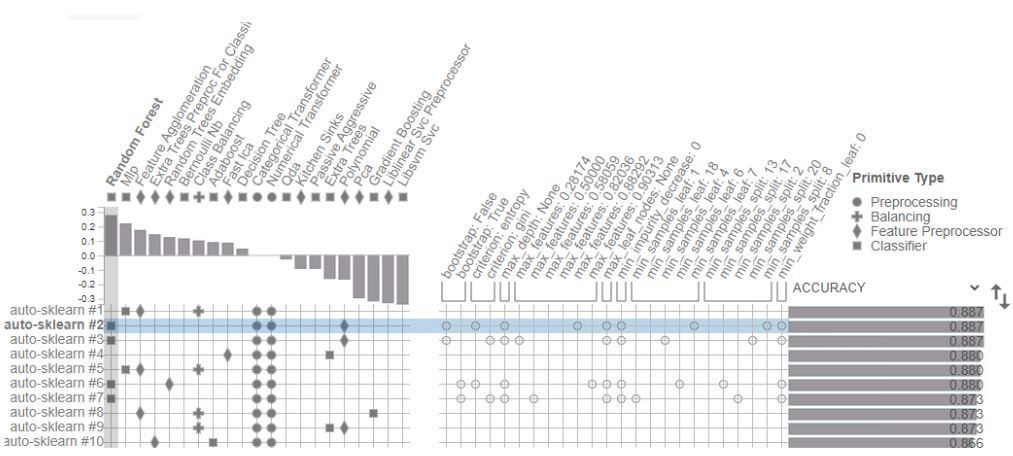 Random Forest
Mlp
Feature Agglomeration
Extra Trees Preproc For Classifi
Random Trees Embedding
Bernoulli Nb
Class Balancing
Adaboost
Fast Ica
Decision Tree
Categorical Transformer
Numerical Transformer
Qda
Kitchen Sinks
Passive Aggressive
Extra Trees
Polynomial
Pca
Gradient Boosting
Liblinear Svc Preprocessor
Libsvm Svc
bootstrap: False
bootstrap: True
criterion: entropy
criterion: gini
max_depth: None
max_features: 0.28174
max_features: 0.50000
max_features: 0.58059
max_features: 0.82036
max_features: 0.89292
max_features: 0.90313
max_leaf_nodes: None
min_impurity_decrease: 0
min_samples_leaf: 1
min_samples_leaf: 18
min_samples_leaf: 4
min_samples_leaf: 6
min_samples_leaf: 7
min_samples_split: 13
min_samples_split: 17
min_samples_split: 2
min_samples_split: 20
min_samples_split: 8
min_weight_fraction_leaf: 0
Primitive Type
Preprocessing
Balancing
Feature Preprocessor
Classifier
0.3
0.2
0.1
0.0
-0.1
-0.2
-0.3
ACCURACY
auto-sklearn #1 0.887
auto-sklearn #2 0.887
auto-sklearn #3 0.887
auto-sklearn #4 0.880
auto-sklearn #5 0.880
auto-sklearn #6 0.880
auto-sklearn #7 0.873
auto-sklearn #8 0.873
auto-sklearn #9 0.873
auto-sklearn #10 0.866